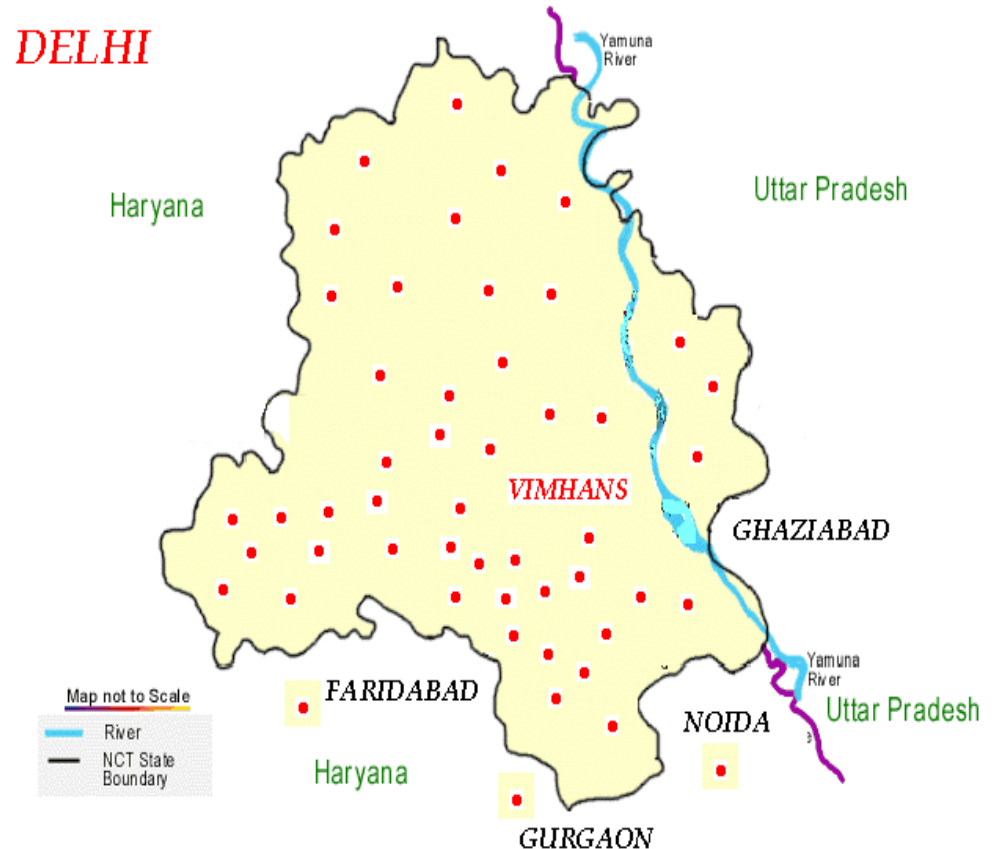 DELHI
Yamuna
River
Haryana
Uttar Pradesh
VIMHANS
GHAZIABAD
Yamuna
River
FARIDABAD
Uttar Pradesh
NOIDA
Map not to Scale
River
NCT State
Boundary
Haryana
e
GURGAON